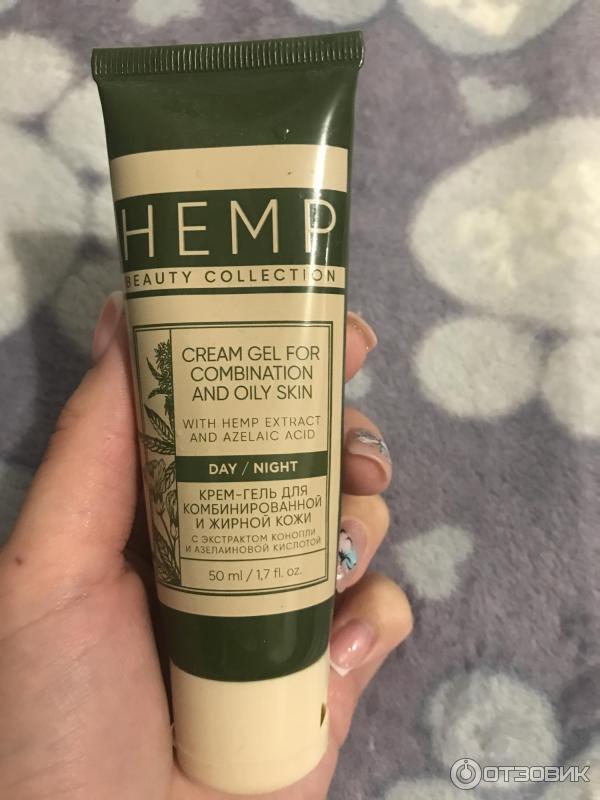 HEMP
BEAUTY COLLECTION
CREAM GEL FOR
COMBINATION
AND OILY SKIN
WITH HEMP EXTRACT
AND AZELAIC ACID
DAY / NIGHT
КРЕМ-ГЕЛЬ ДЛЯ
КОМБИНИРОВАННОЙ
И ЖИРНОЙ КОЖИ
С ЭКСТРАКТОМ КОНОПЛИ
И АЗЕЛАИНОВОЙ КИСЛОТОЙ
50 ml / 1,7 fl. oz.
ОТЗОВИК